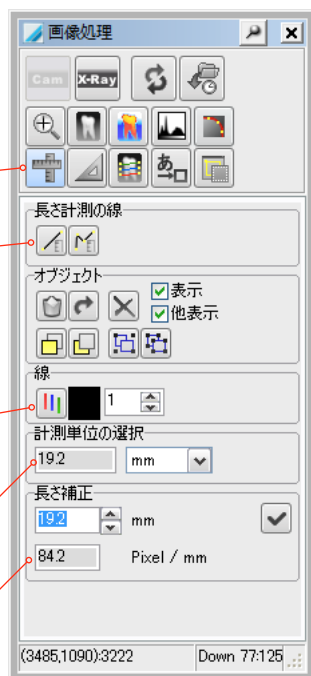 画像処理
Cam X-Ray
あ
長さ計測の線
オブジェクト
表示
他表示
線
1
計測単位の選択
19.2 mm
長さ補正
19.2 mm
84.2 Pixel / mm
(3485,1090):3222 Down 77:125